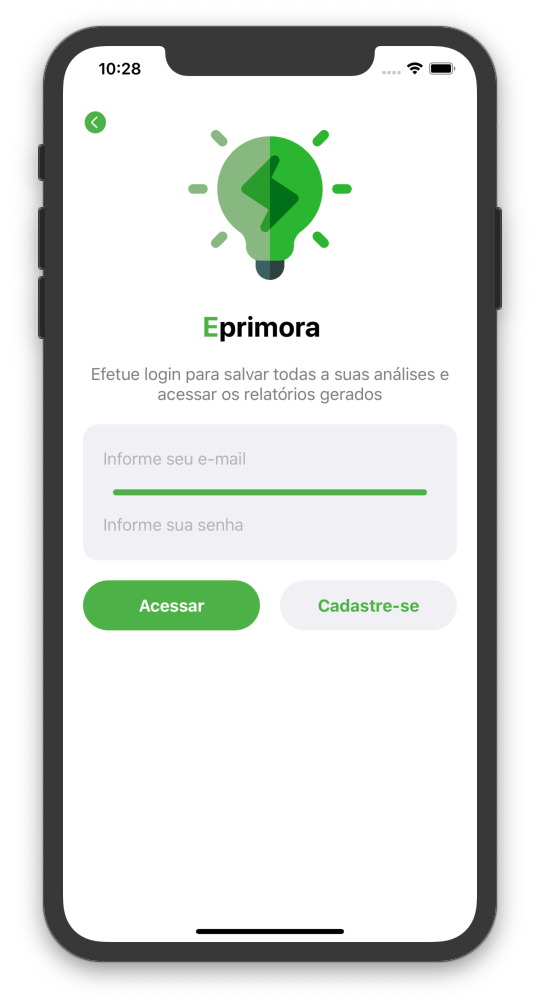 10:28
Eprimora
Efetue login para salvar todas a suas análises e
acessar os relatórios gerados
Informe seu e-mail
Informe sua senha
Acessar
Cadastre-se